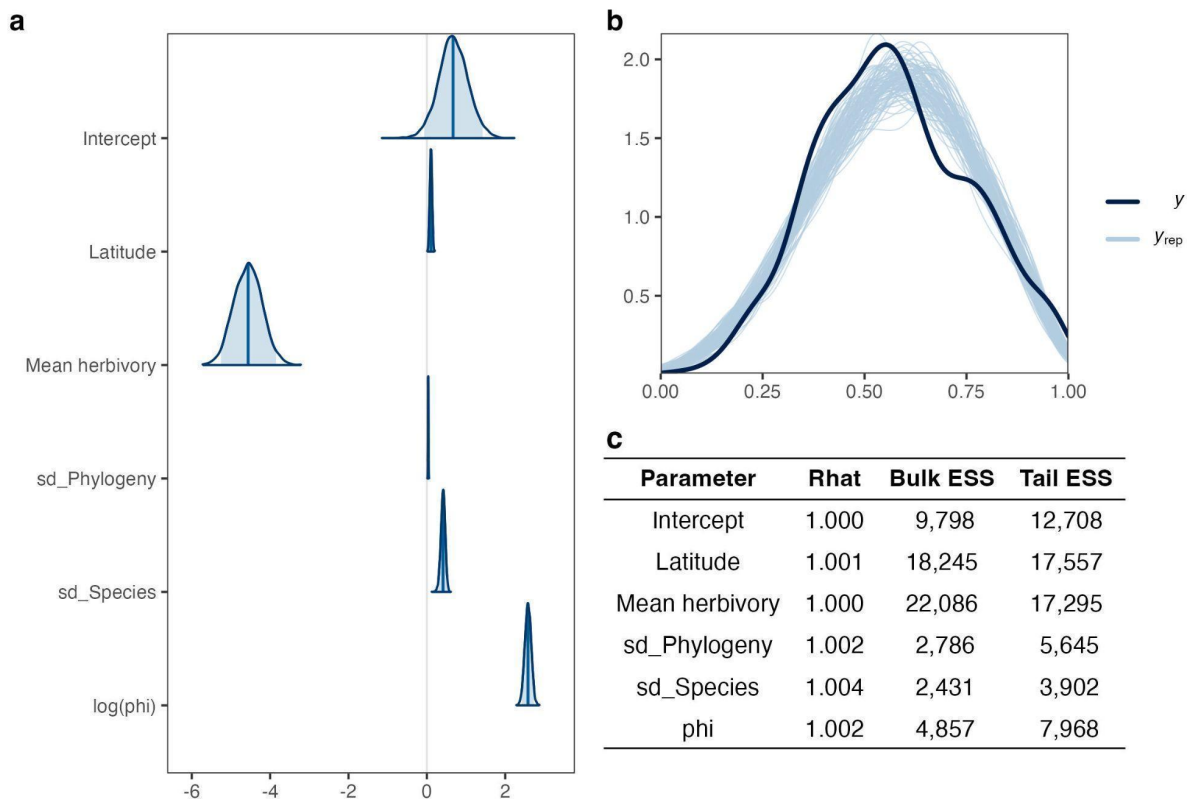 a
Intercept
Latitude
Mean herbivory
sd_Phylogeny
sd_Species
log(phi)
-6 -4 -2 0 2
b
2.0
1.5
1.0
0.5
0.00 0.25 0.50 0.75 1.00
y
yrep
c
Parameter Rhat Bulk ESS Tail ESS
Intercept 1.000 9,798 12,708
Latitude 1.001 18,245 17,557
Mean herbivory 1.000 22,086 17,295
sd_Phylogeny 1.002 2,786 5,645
sd_Species 1.004 2,431 3,902
phi 1.002 4,857 7,968